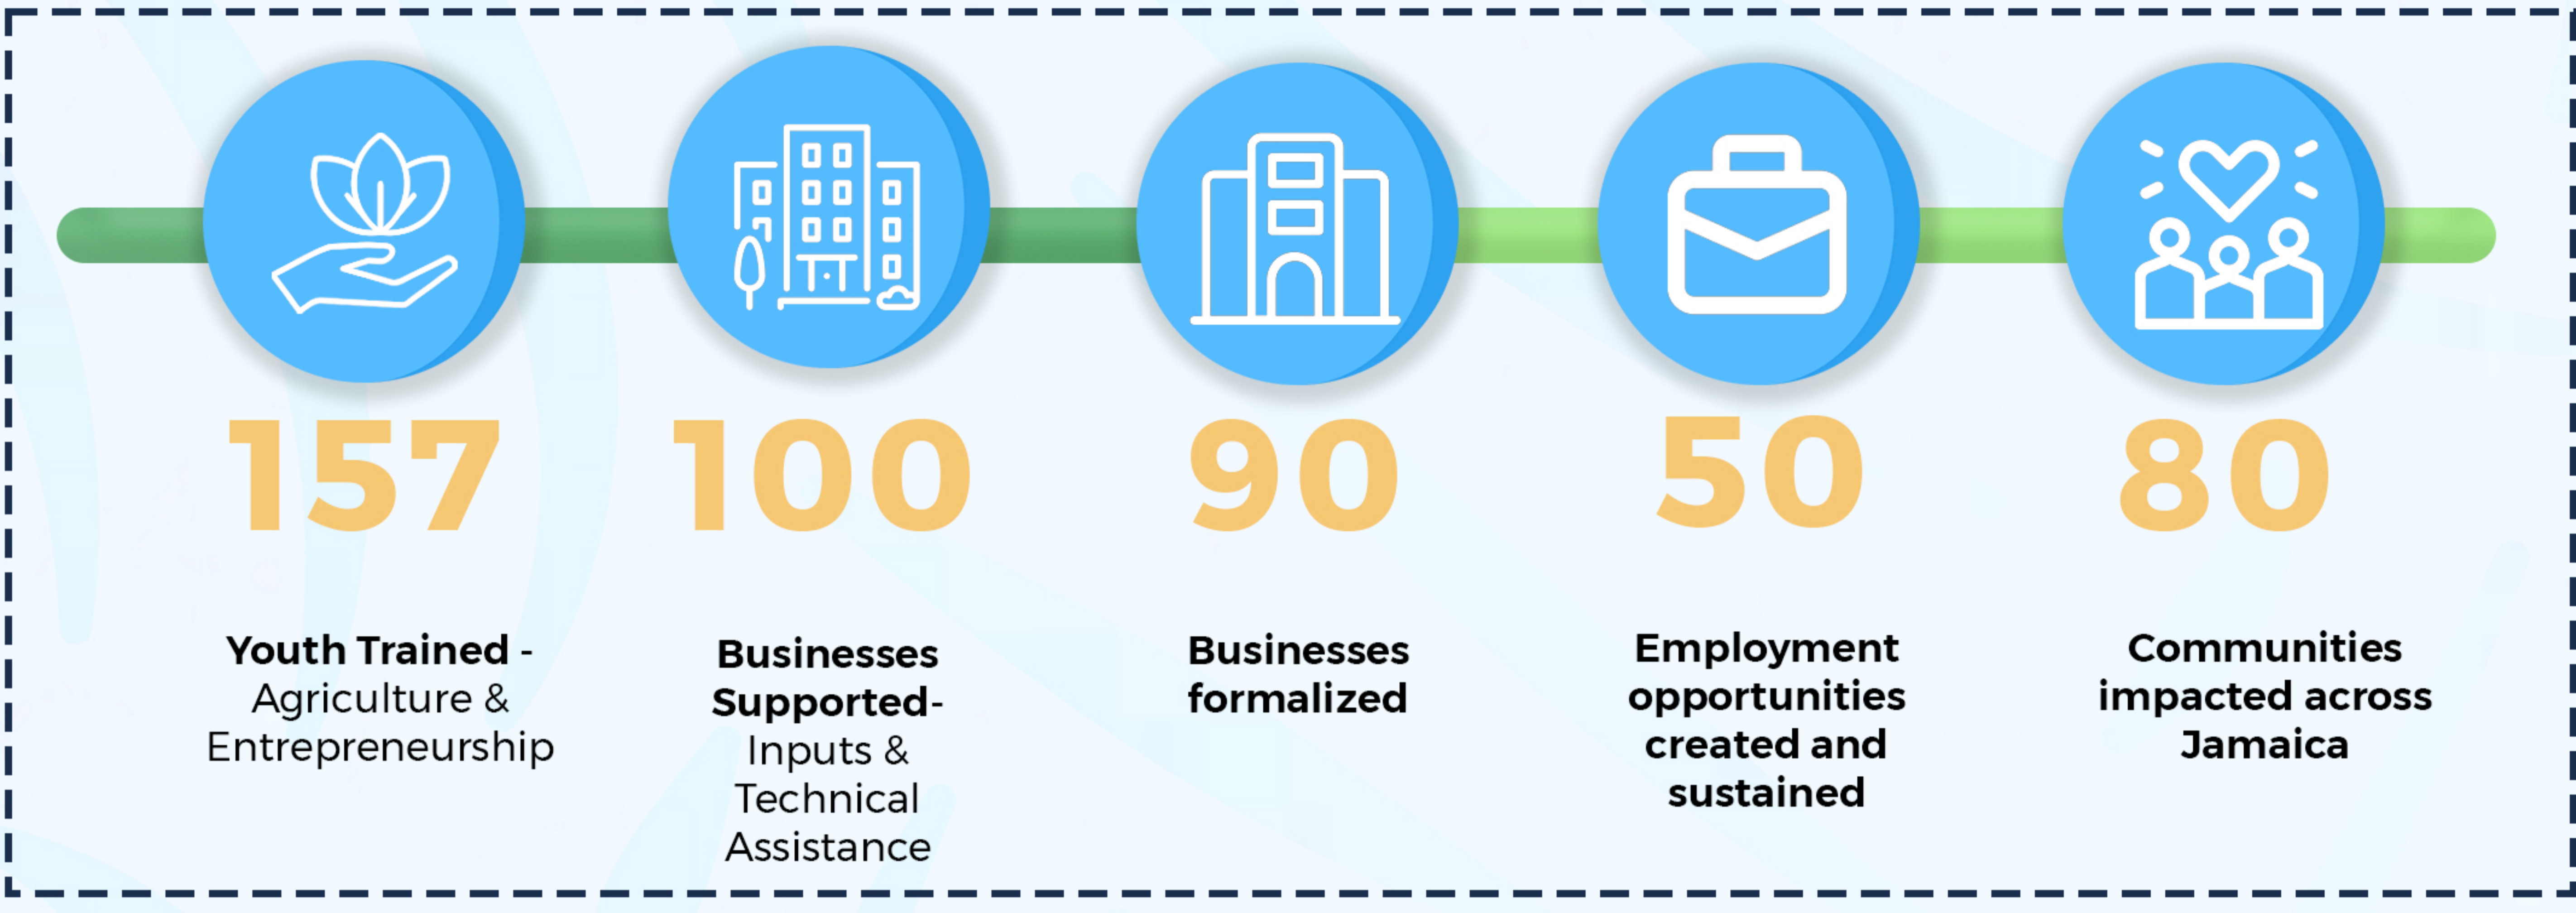 157
Youth Trained -
Agriculture &
Entrepreneurship
100
Businesses
Supported-
Inputs &
Technical
Assistance
90
Businesses
formalized
50
Employment
opportunities
created and
sustained
80
Communities
impacted across
Jamaica